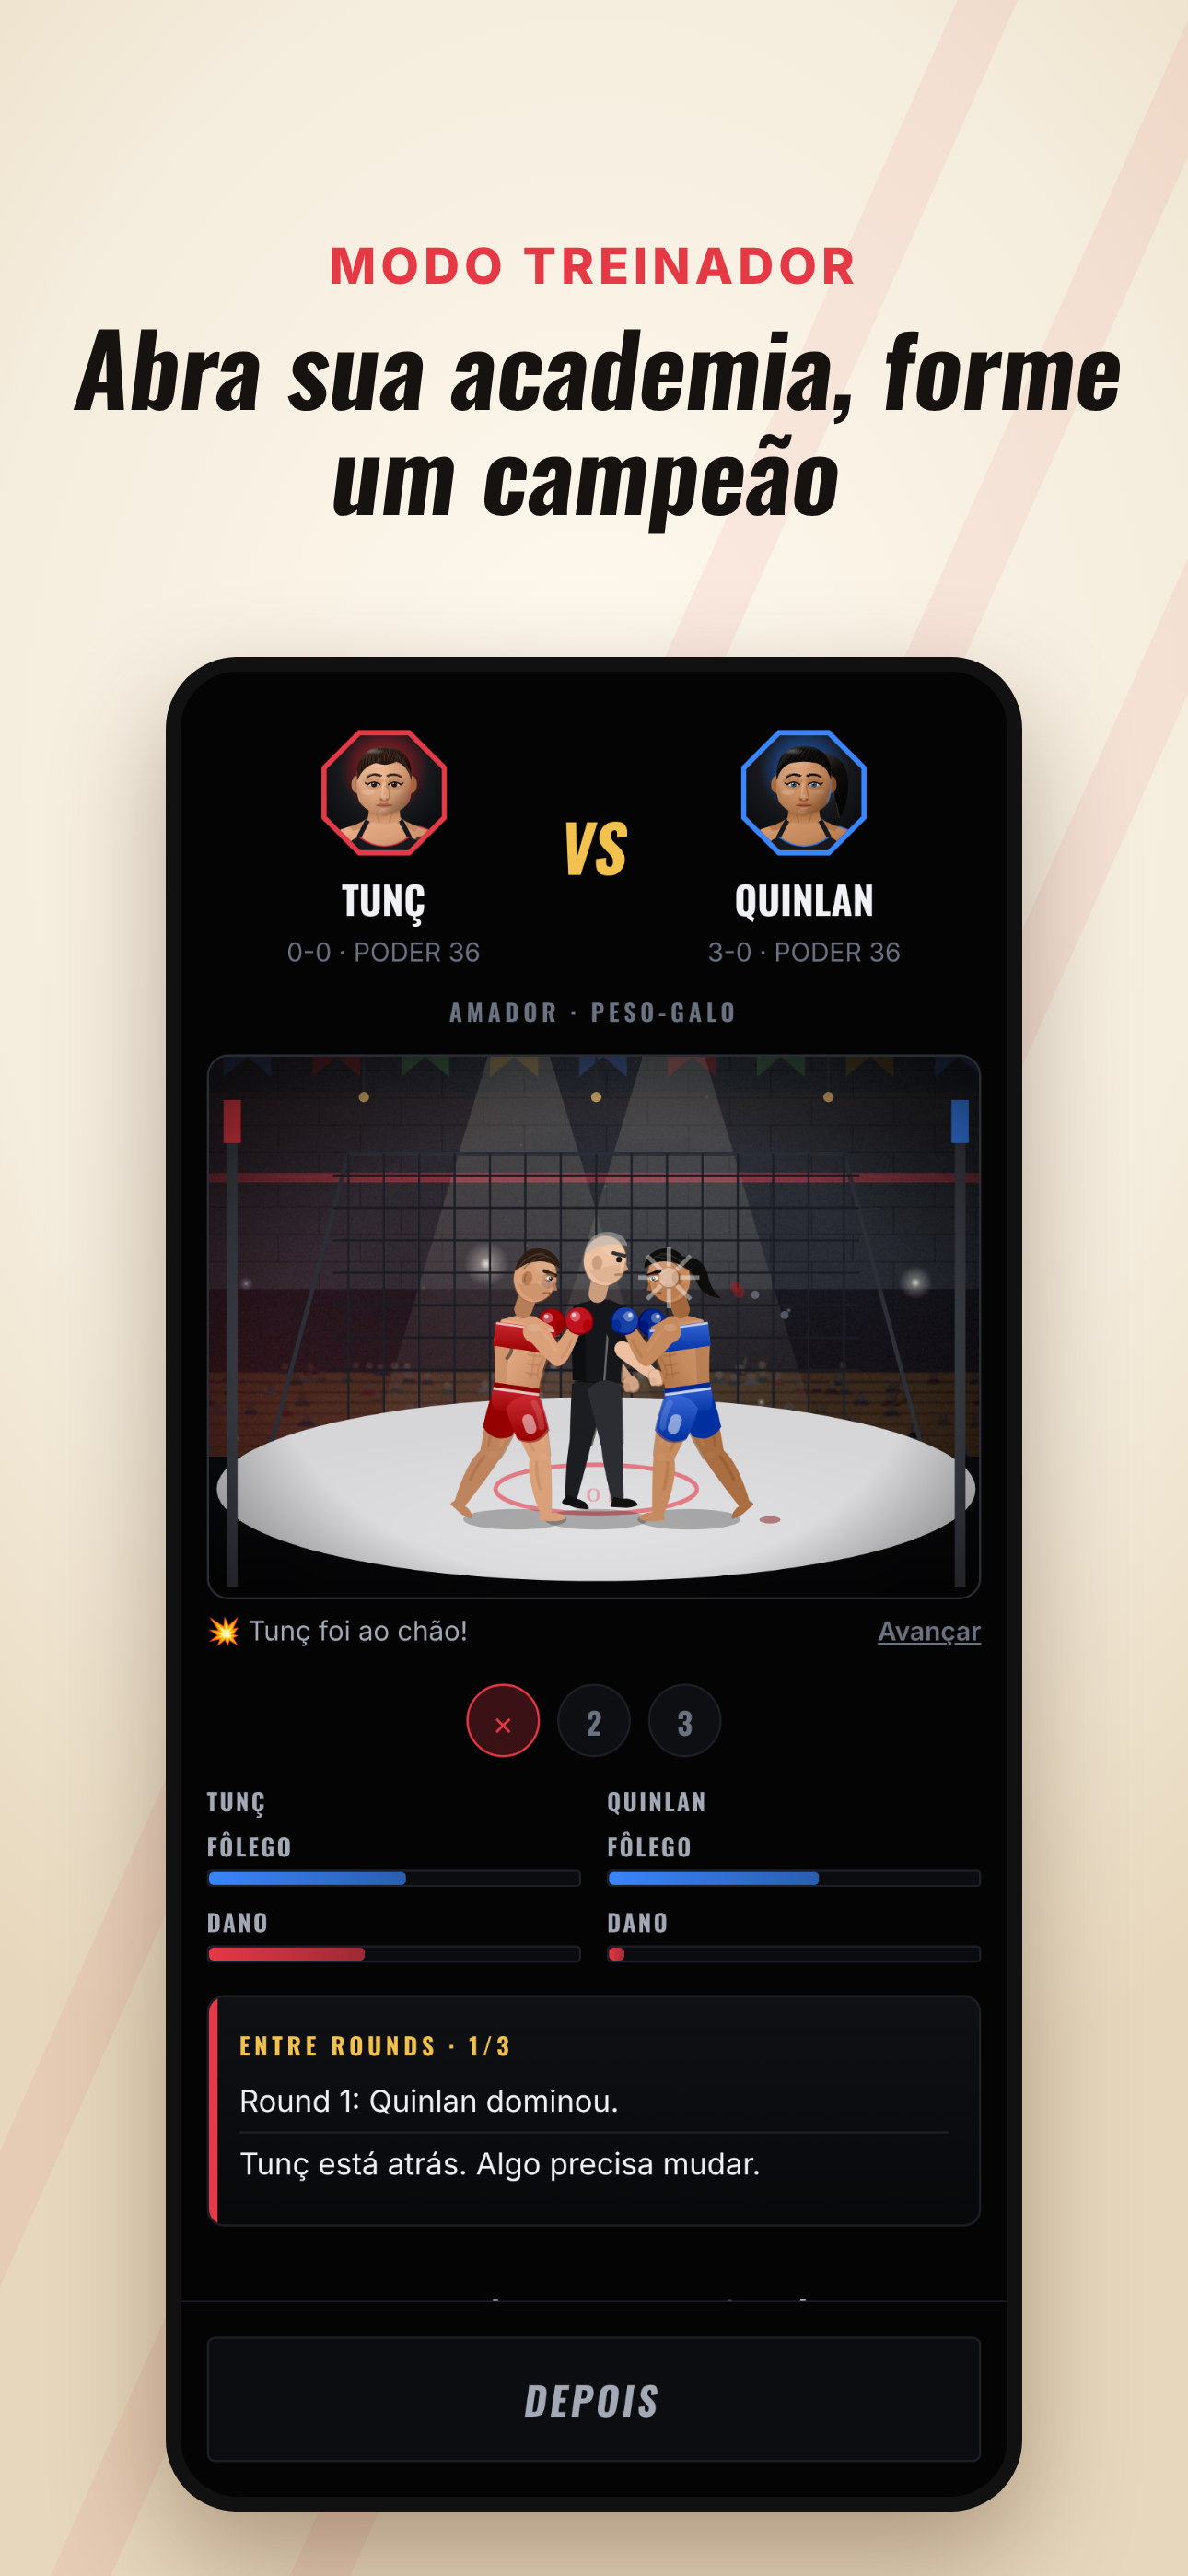 MODO TREINADOR
Abra sua academia, forme
um campeão
VS
TUNÇ
QUINLAN
0-0 · PODER 36
3-0 · PODER 36
AMADOR · PESO-GALO
💥 Tunç foi ao chão!
Avançar
×
2
3
TUNÇ
QUINLAN
FÔLEGO
FÔLEGO
DANO
DANO
ENTRE ROUNDS · 1/3
Round 1: Quinlan dominou.
Tunç está atrás. Algo precisa mudar.
DEPOIS